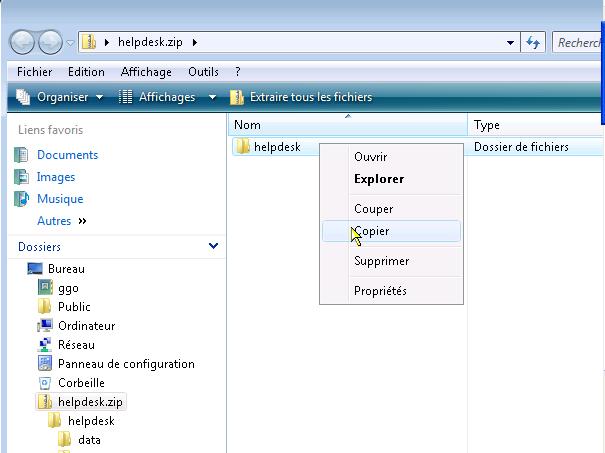 helpdesk.zip
Recherch
Fichier Edition Affichage Outils ?
Organiser Affichages Extraire tous les fichiers
Liens favoris
Documents
Images
Musique
Autres »
Dossiers
Bureau
ggo
Public
Ordinateur
Réseau
Panneau de configuration
Corbeille
helpdesk.zip
helpdesk
data
Nom Type
helpdesk Dossier de fichiers
Ouvrir
Explorer
Couper
Copier
Supprimer
Propriétés